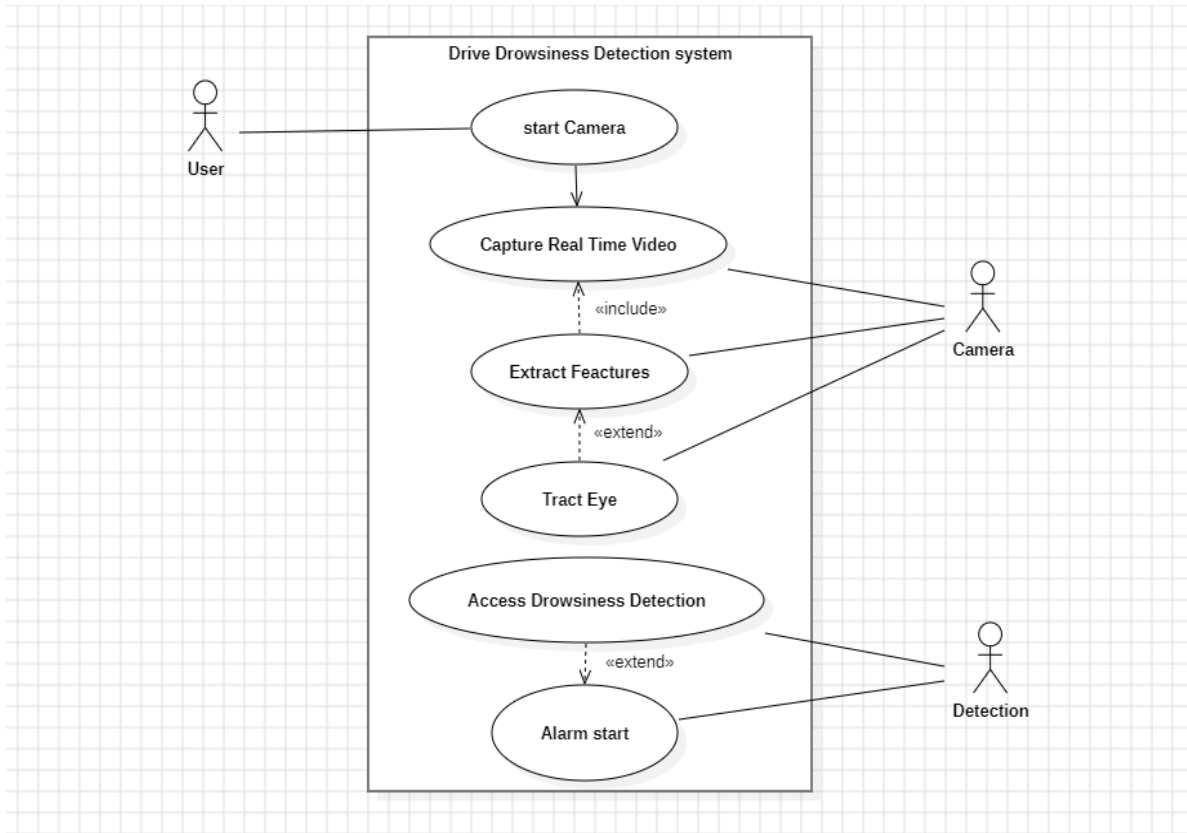 Drive Drowsiness Detection system
start Camera
User
Capture Real Time Video
«include»
Camera
Extract Feactures
«extend»
Tract Eye
Access Drowsiness Detection
«extend»
Detection
Alarm start